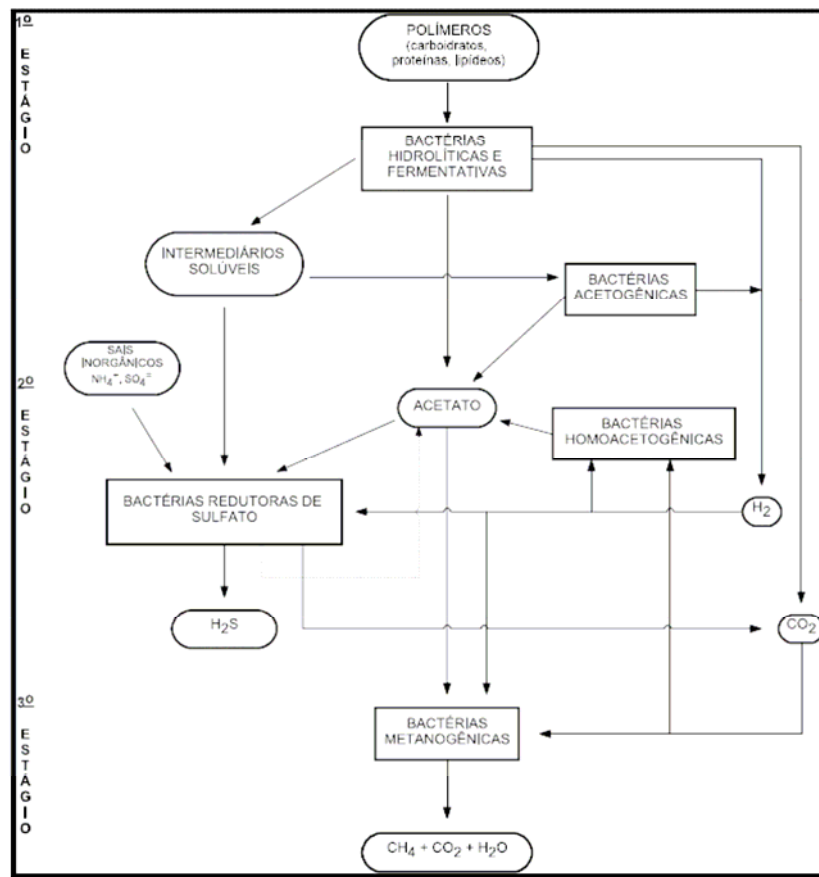 1º ESTÁGIO
POLÍMEROS
(carboidratos,
proteínas, lipídeos)
BACTÉRIAS
HIDROLÍTICAS E
FERMENTATIVAS
INTERMEDIÁRIOS
SOLÚVEIS
BACTÉRIAS
ACETOGÊNICAS
SAIS
INORGÂNICOS
NH₄⁻, SO₄⁼
2º ESTÁGIO
ACETATO
BACTÉRIAS
HOMOACETOGÊNICAS
BACTÉRIAS REDUTORAS DE
SULFATO
H₂
H₂S
CO₂
3º ESTÁGIO
BACTÉRIAS
METANOGÊNICAS
CH₄ + CO₂ + H₂O